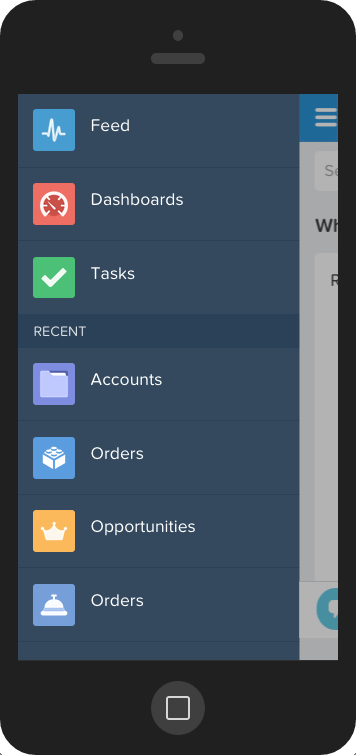 Feed
Dashboards
Tasks
RECENT
Accounts
Orders
Opportunities
Orders